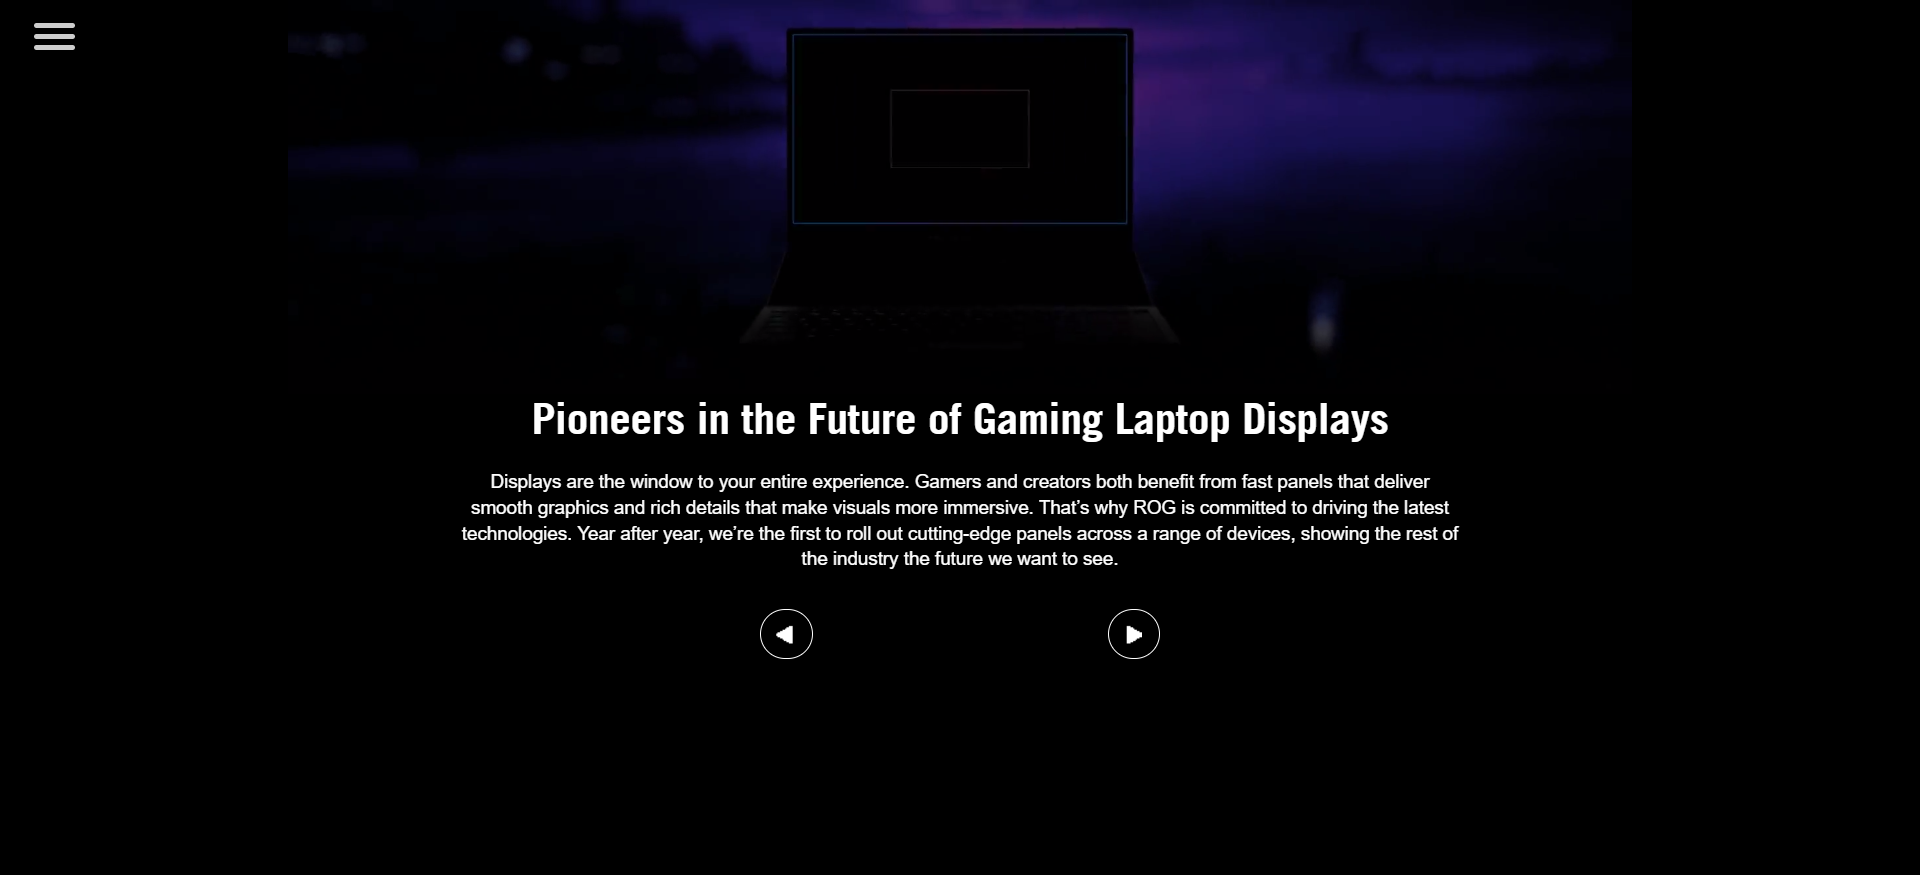 Pioneers in the Future of Gaming Laptop Displays
Displays are the window to your entire experience. Gamers and creators both benefit from fast panels that deliver
smooth graphics and rich details that make visuals more immersive. That’s why ROG is committed to driving the latest
technologies. Year after year, we’re the first to roll out cutting-edge panels across a range of devices, showing the rest of
the industry the future we want to see.